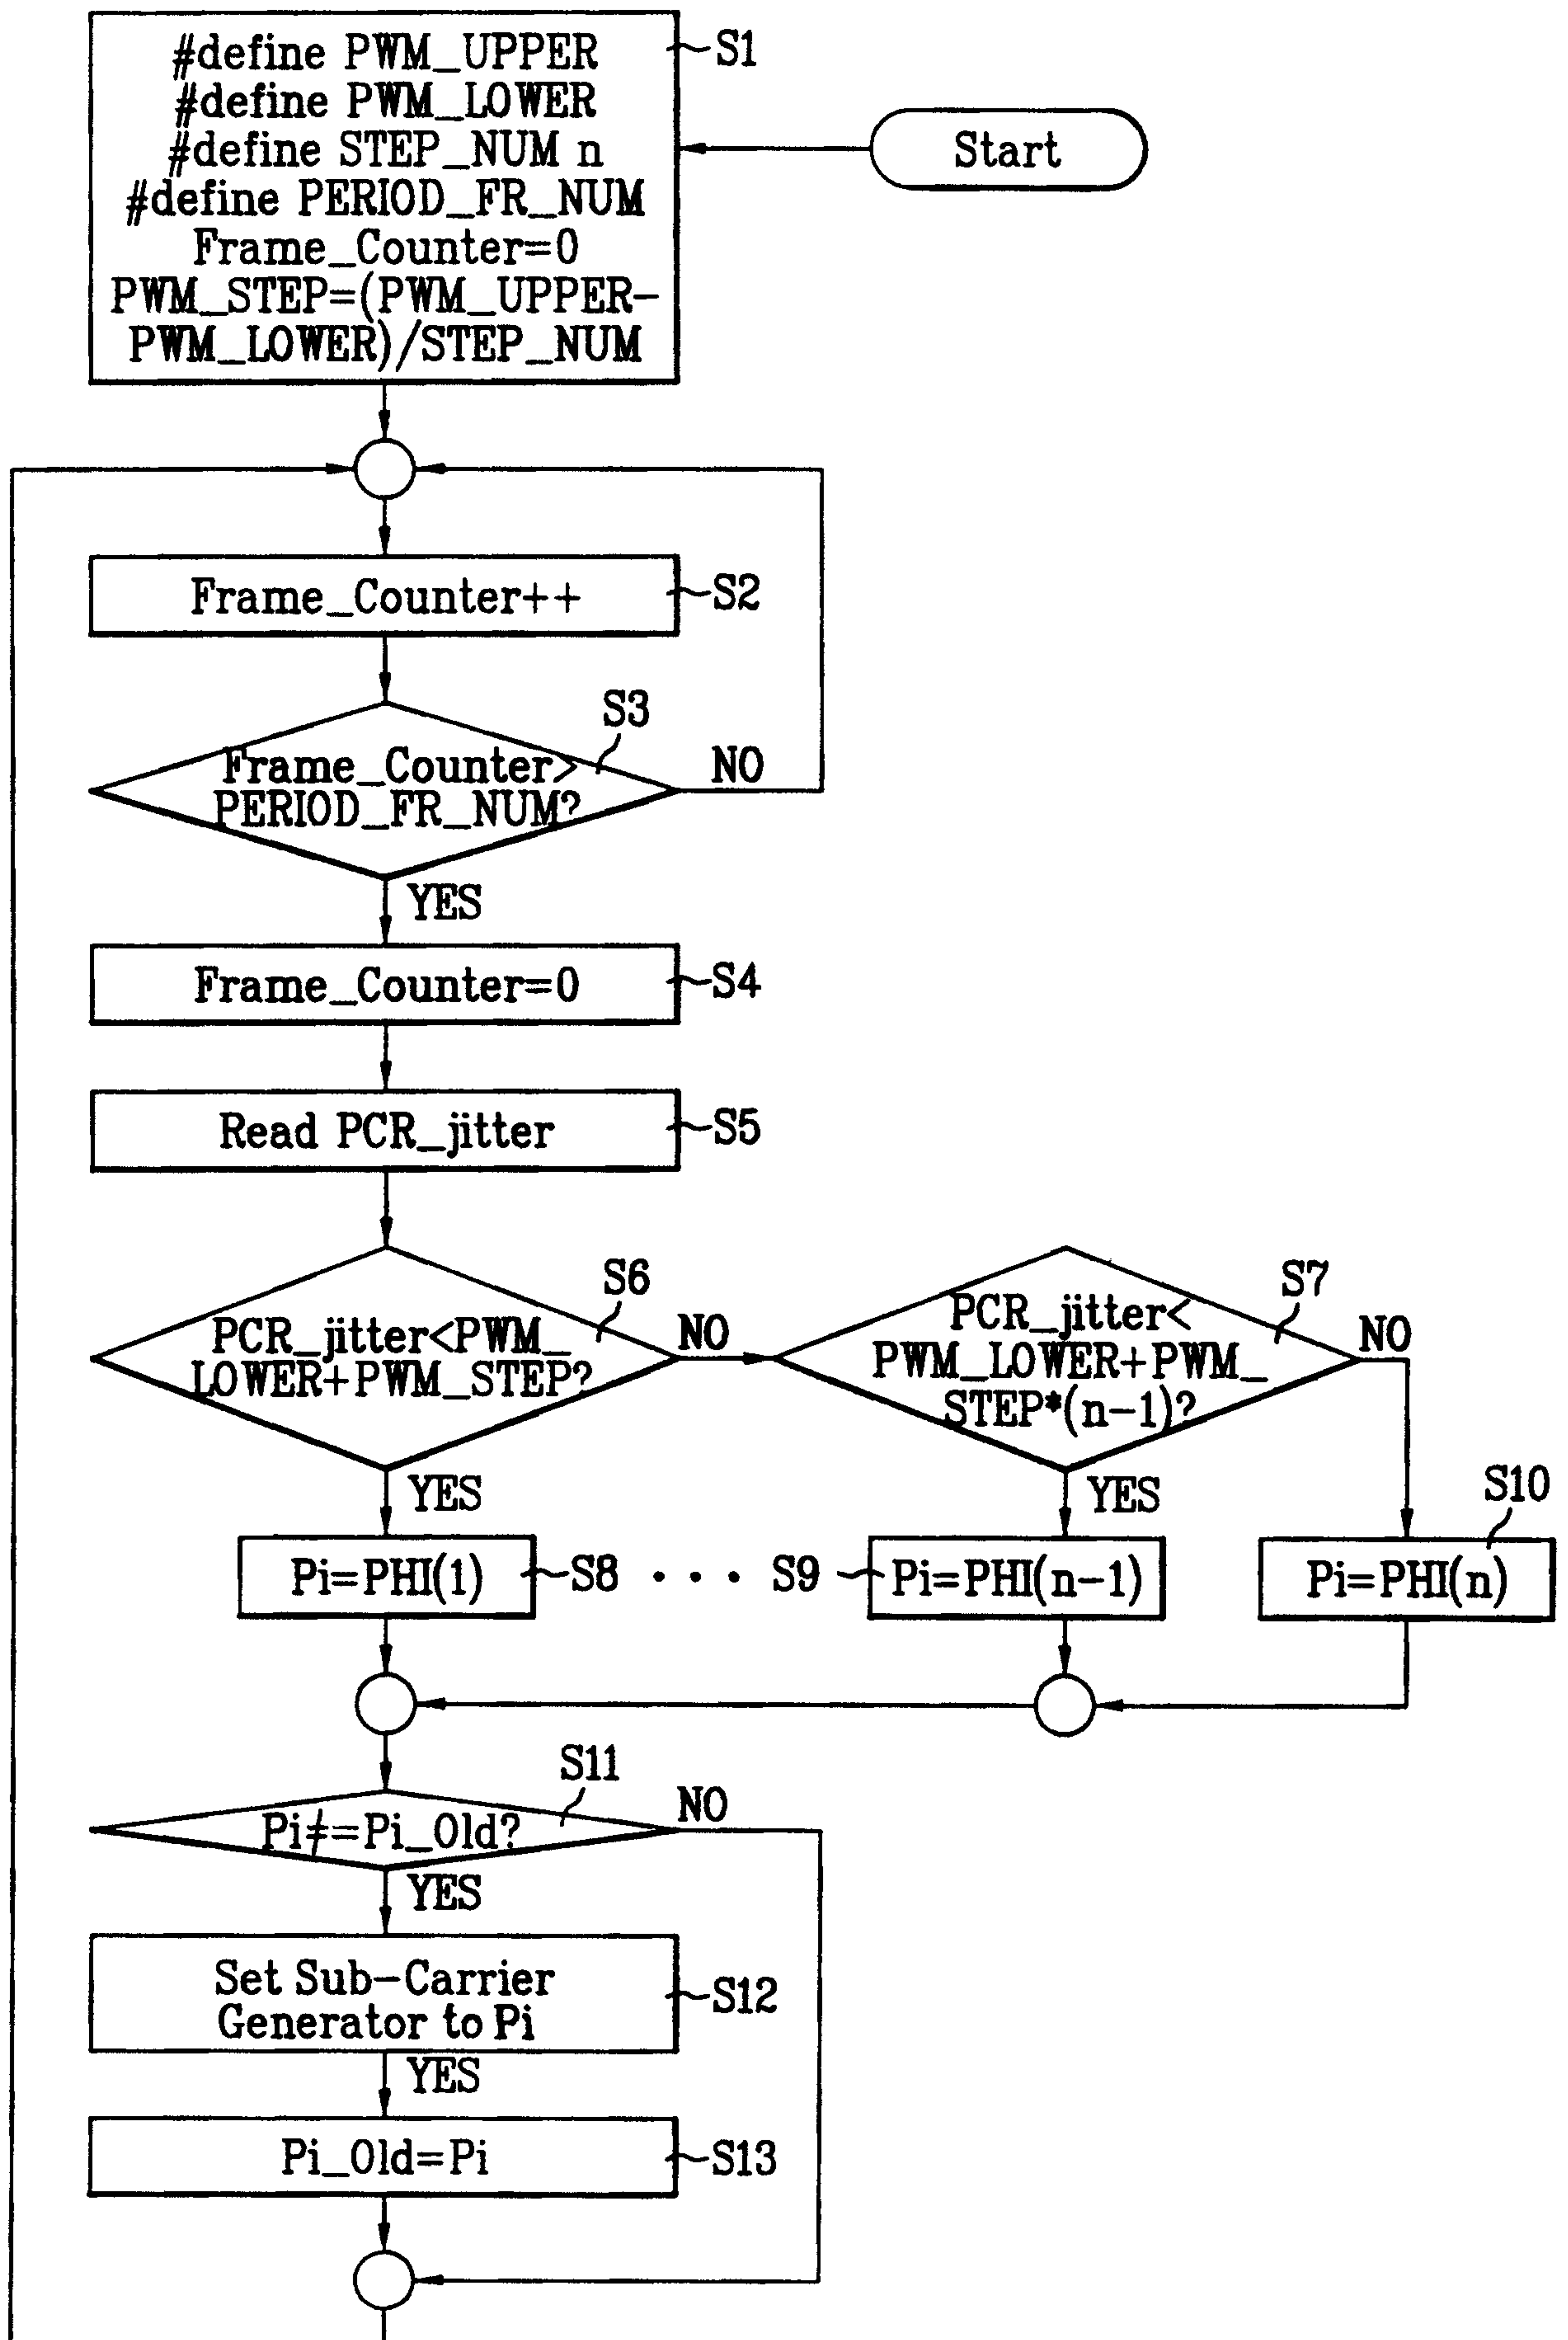 #define PWM_UPPER
#define PWM_LOWER
#define STEP_NUM n
#define PERIOD_FR_NUM
Frame_Counter=0
PWM_STEP=(PWM_UPPER-
PWM_LOWER)/STEP_NUM
S1
Start
Frame_Counter++
S2
S3
Frame_Counter>
PERIOD_FR_NUM?
NO
YES
Frame_Counter=0
S4
Read PCR_jitter
S5
S6
PCR_jitter<PWM_
LOWER+PWM_STEP?
NO
S7
PCR_jitter<
PWM_LOWER+PWM_
STEP*(n-1)?
NO
YES
YES
S10
Pi=PHI(1)
S8 • • • S9
Pi=PHI(n-1)
Pi=PHI(n)
S11
Pi≠=Pi_Old?
NO
YES
Set Sub-Carrier
Generator to Pi
S12
YES
Pi_Old=Pi
S13